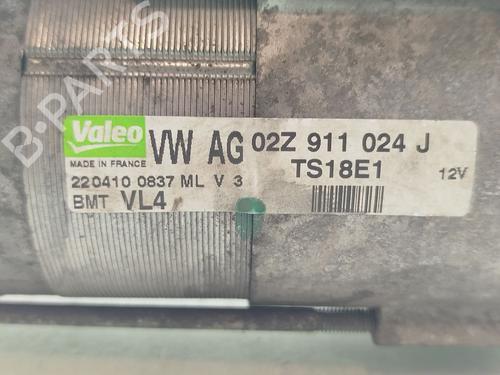 Valeo
MADE IN FRANCE
VW AG 02Z 911 024 J
TS18E1
12V
220410 0837 ML V 3
BMT VL4
B-PARTS